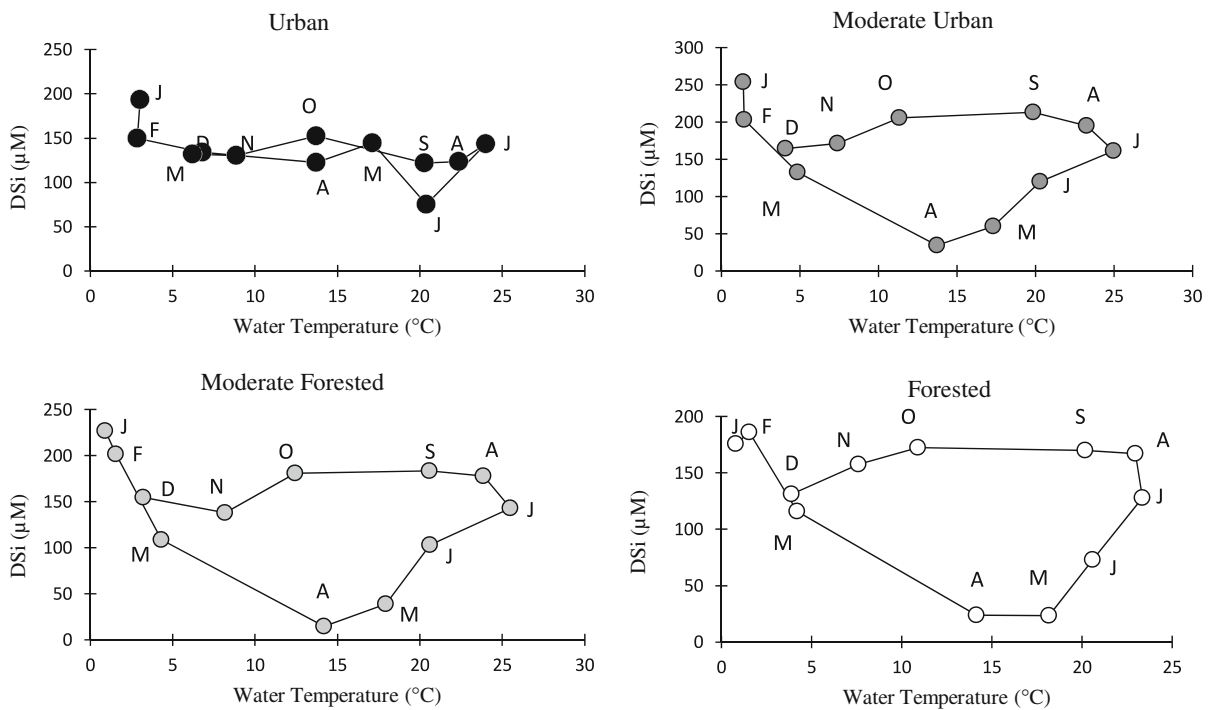 Urban
250
200
150
100
50
0
DSi (µM)
J
F
D
M
N
O
A
M
S
A
J
J
0 5 10 15 20 25 30
Water Temperature (°C)
Moderate Urban
300
250
200
150
100
50
0
DSi (µM)
J
F
D
N
O
S
A
J
J
M
A
M
0 5 10 15 20 25 30
Water Temperature (°C)
Moderate Forested
250
200
150
100
50
0
DSi (µM)
J
F
D
N
O
S
A
J
J
M
A
M
0 5 10 15 20 25 30
Water Temperature (°C)
Forested
200
150
100
50
0
DSi (µM)
J
F
D
N
O
S
A
J
J
M
A
M
0 5 10 15 20 25
Water Temperature (°C)